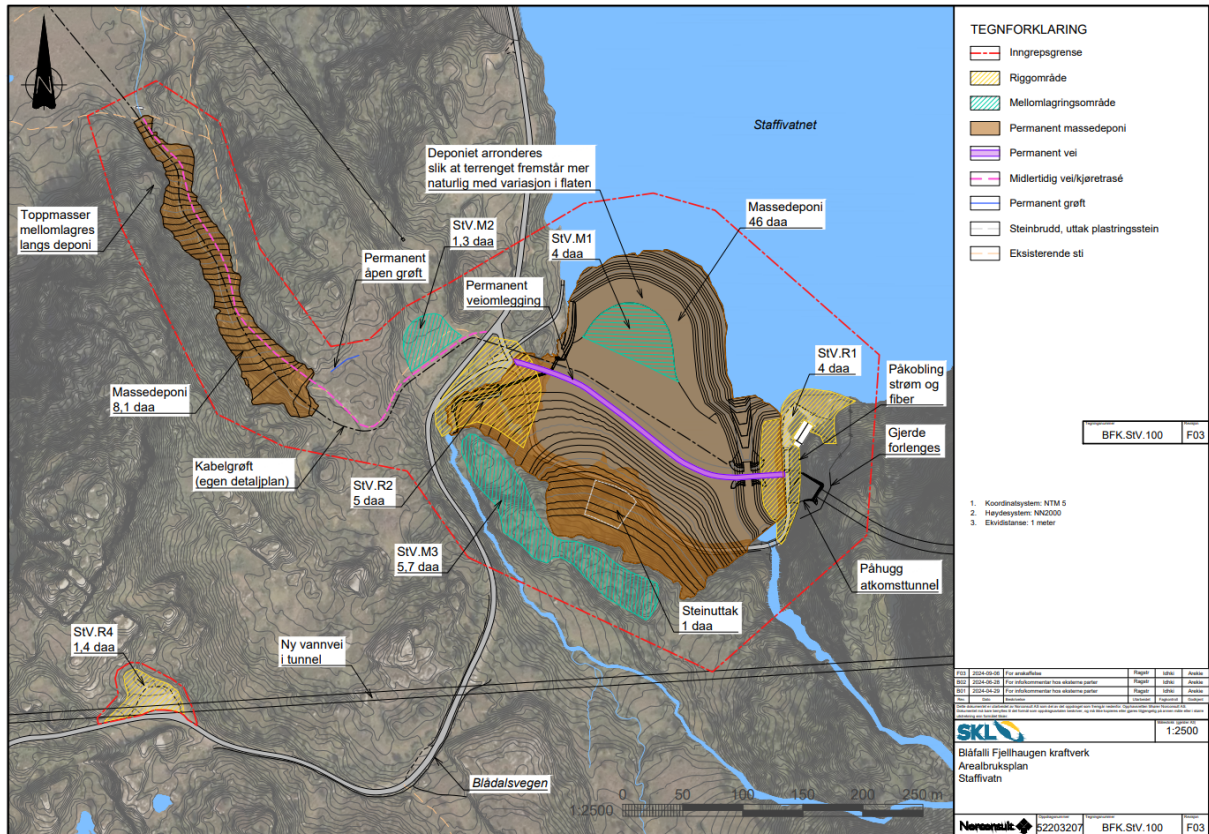 N
Staffivatnet
Deponiet arronderes
slik at terrenget fremstår mer
naturlig med variasjon i flaten
Massedeponi
46 daa
Toppmasser
mellomlagres
langs deponi
StV.M2
1,3 daa
StV.M1
4 daa
Permanent
åpen grøft
Permanent
veiomlegging
StV.R1
4 daa
Påkobling
strøm og
fiber
Massedeponi
8,1 daa
Gjerde
forlenges
Kabelgrøft
(egen detaljplan)
StV.R2
5 daa
StV.M3
5,7 daa
Påhugg
atkomsttunnel
Steinuttak
1 daa
StV.R4
1,4 daa
Ny vannvei
i tunnel
Blådalsvegen
1:2500
0 50 100 150 200 250 m
TEGNFORKLARING
Inngrepsgrense
Riggområde
Mellomlagringsområde
Permanent massedeponi
Permanent vei
Midlertidig vei/kjøretrasé
Permanent grøft
Steinbrudd, uttak plastringsstein
Eksisterende sti
BFK.StV.100 F03
1. Koordinatsystem: NTM 5
2. Høydesystem: NN2000
3. Ekvidistanse: 1 meter
F03 2024-09-06 For anskaffelse
B02 2024-06-28 For info/kommentar hos eksterne parter
B01 2024-04-29 For info/kommentar hos eksterne parter
SKL
1:2500
Blåfalli Fjellhaugen kraftverk
Arealbruksplan
Staffivatn
Norconsult
52203207
BFK.StV.100
F03